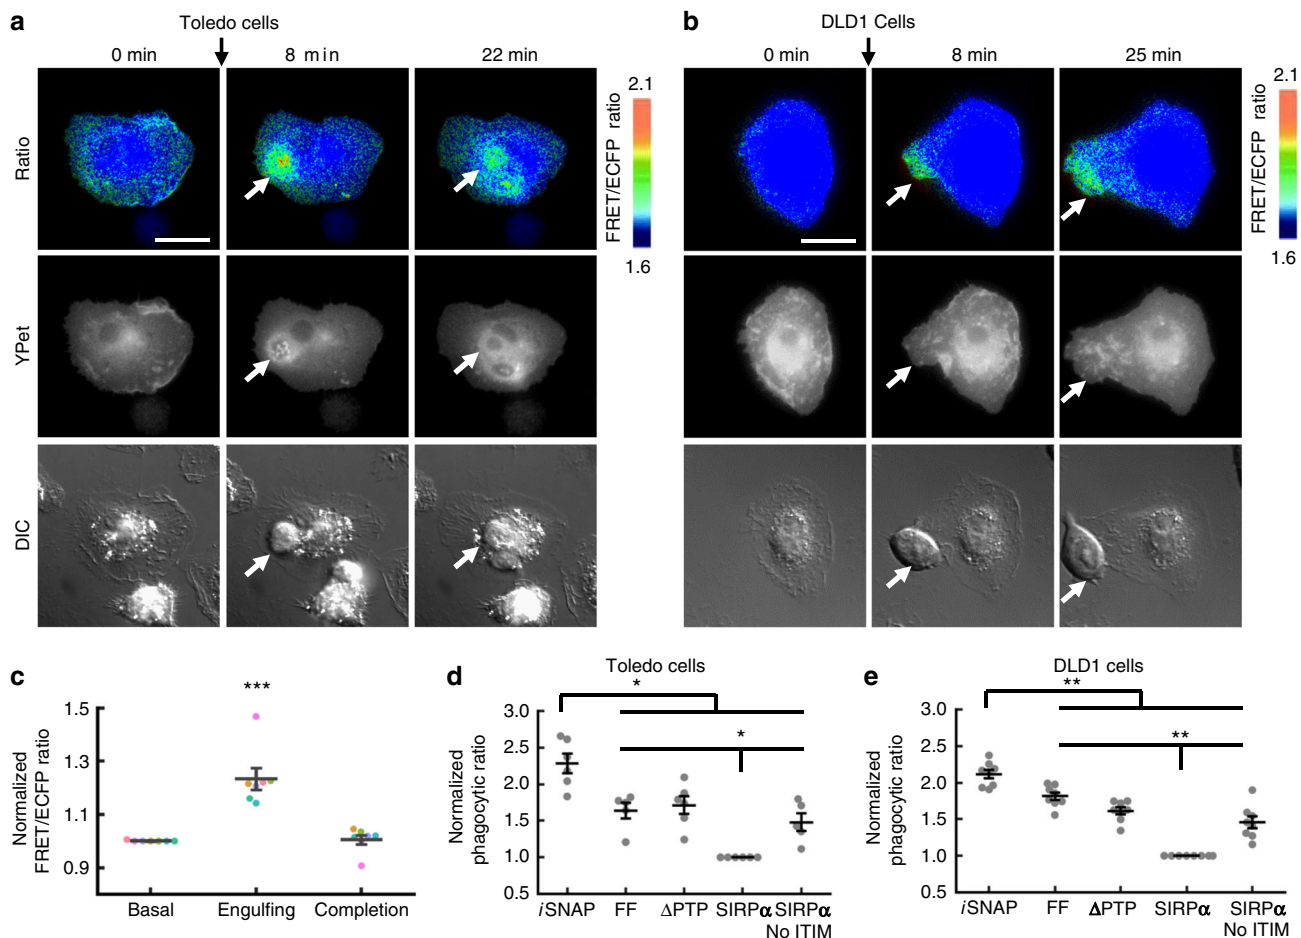 a
Toledo cells
0 min
8 min
22 min
Ratio
2.1
FRET/ECFP ratio
1.6
YPet
DIC
b
DLD1 Cells
0 min
8 min
25 min
2.1
FRET/ECFP ratio
1.6
c
***
Normalized
FRET/ECFP ratio
1.5
1.3
1.1
0.9
Basal
Engulfing
Completion
d
Toledo cells
*
*
Normalized
phagocytic ratio
3.0
2.5
2.0
1.5
1.0
0.5
iSNAP
FF
ΔPTP
SIRPα
SIRPα
No ITIM
e
DLD1 cells
**
**
Normalized
phagocytic ratio
3.0
2.5
2.0
1.5
1.0
0.5
iSNAP
FF
ΔPTP
SIRPα
SIRPα
No ITIM